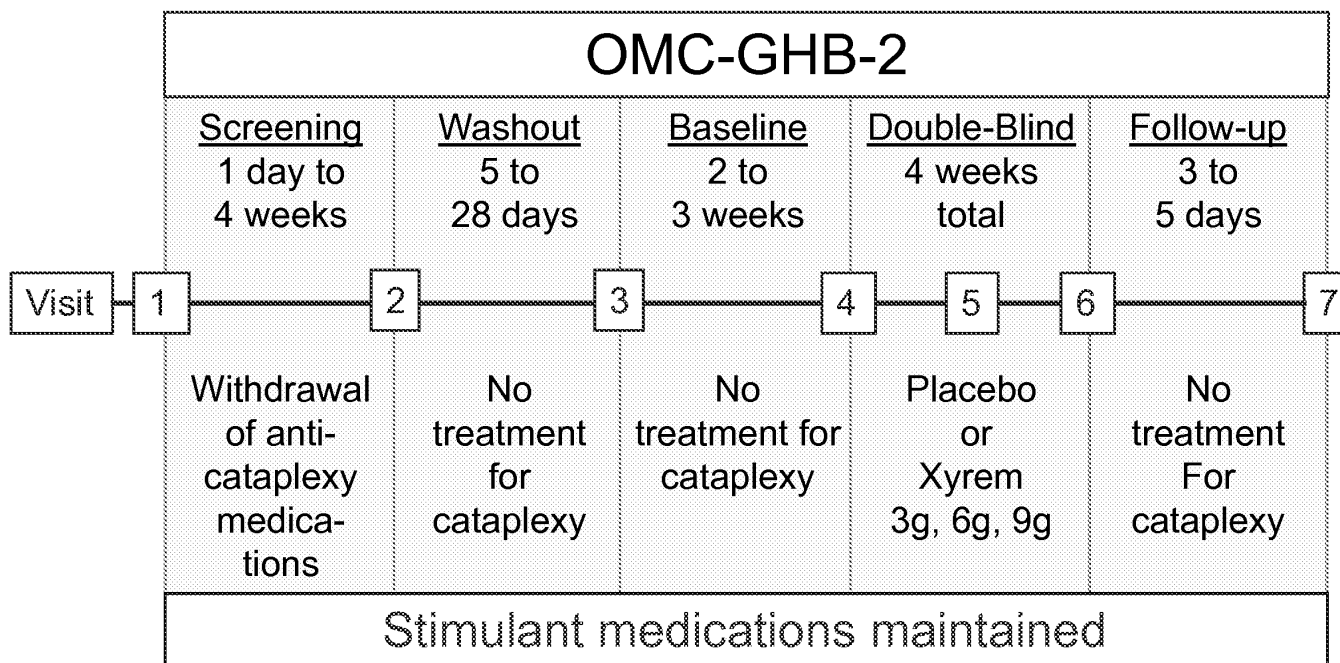 OMC-GHB-2
Screening
1 day to
4 weeks
Washout
5 to
28 days
Baseline
2 to
3 weeks
Double-Blind
4 weeks
total
Follow-up
3 to
5 days
Visit 1 2 3 4 5 6 7
Withdrawal
of anti-
cataplexy
medica-
tions
No
treatment
for
cataplexy
No
treatment for
cataplexy
Placebo
or
Xyrem
3g, 6g, 9g
No
treatment
For
cataplexy
Stimulant medications maintained